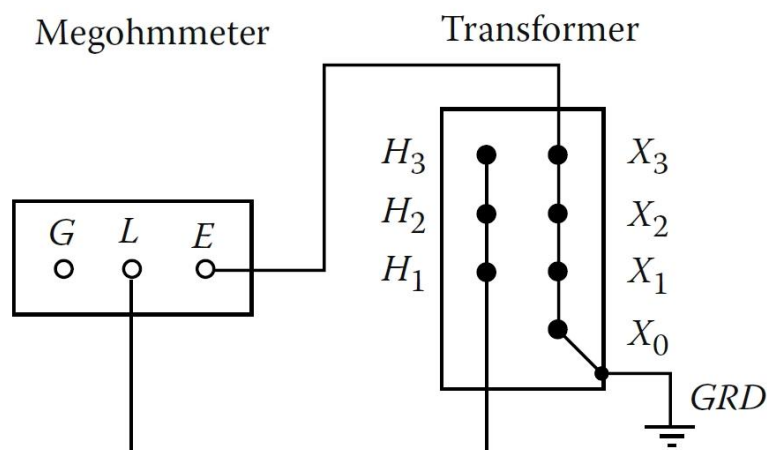 Megohmmeter
Transformer
G L E
H₃ X₃
H₂ X₂
H₁ X₁
X₀
GRD